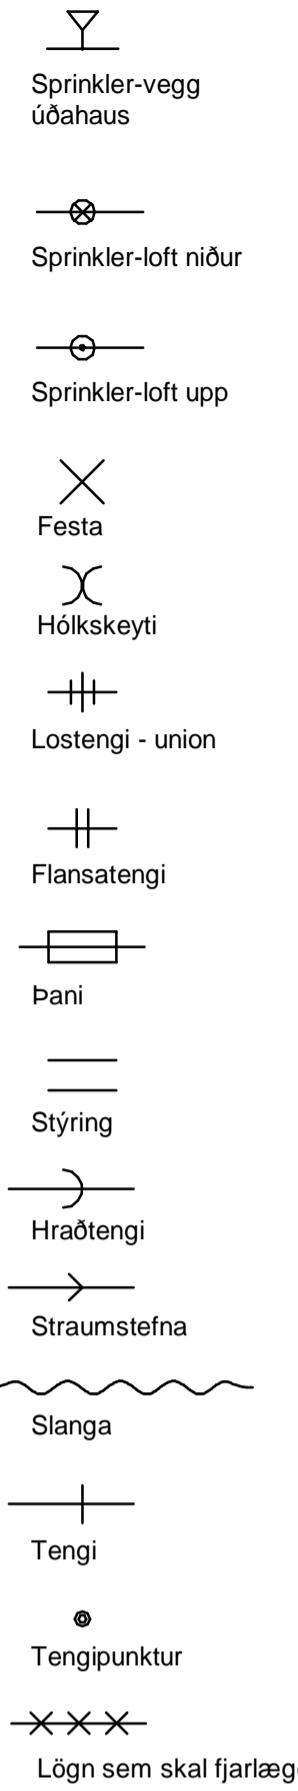 Sprinkler-vegg
úðahaus
Sprinkler-loft niður
Sprinkler-loft upp
Festa
Hólkskeyti
Lostengi - union
Flansatengi
Þani
Stýring
Hraðtengi
Straumstefna
Slanga
Tengi
Tengipunktur
Lögn sem skal